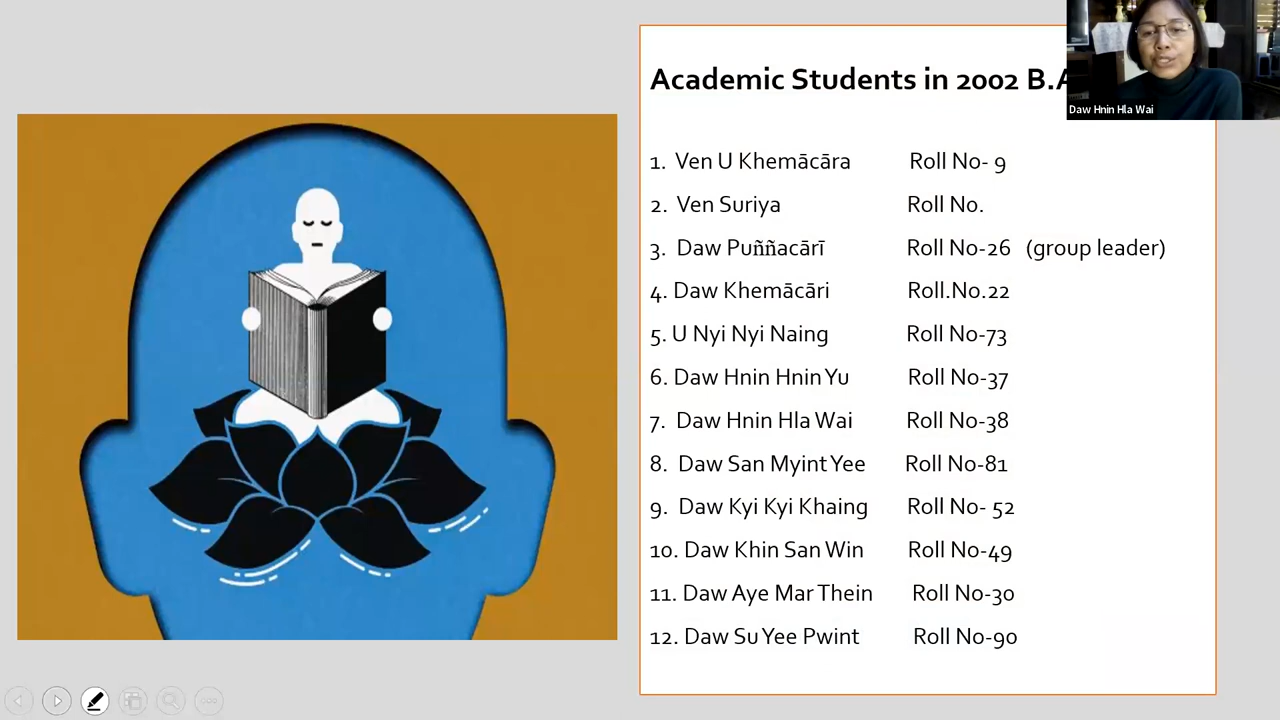 Academic Students in 2002 B.A
Daw Hnin Hla Wai
1. Ven U Khemācāra Roll No- 9
2. Ven Suriya Roll No.
3. Daw Puññacārī Roll No-26 (group leader)
4. Daw Khemācāri Roll.No.22
5. U Nyi Nyi Naing Roll No-73
6. Daw Hnin Hnin Yu Roll No-37
7. Daw Hnin Hla Wai Roll No-38
8. Daw San Myint Yee Roll No-81
9. Daw Kyi Kyi Khaing Roll No- 52
10. Daw Khin San Win Roll No-49
11. Daw Aye Mar Thein Roll No-30
12. Daw Su Yee Pwint Roll No-90